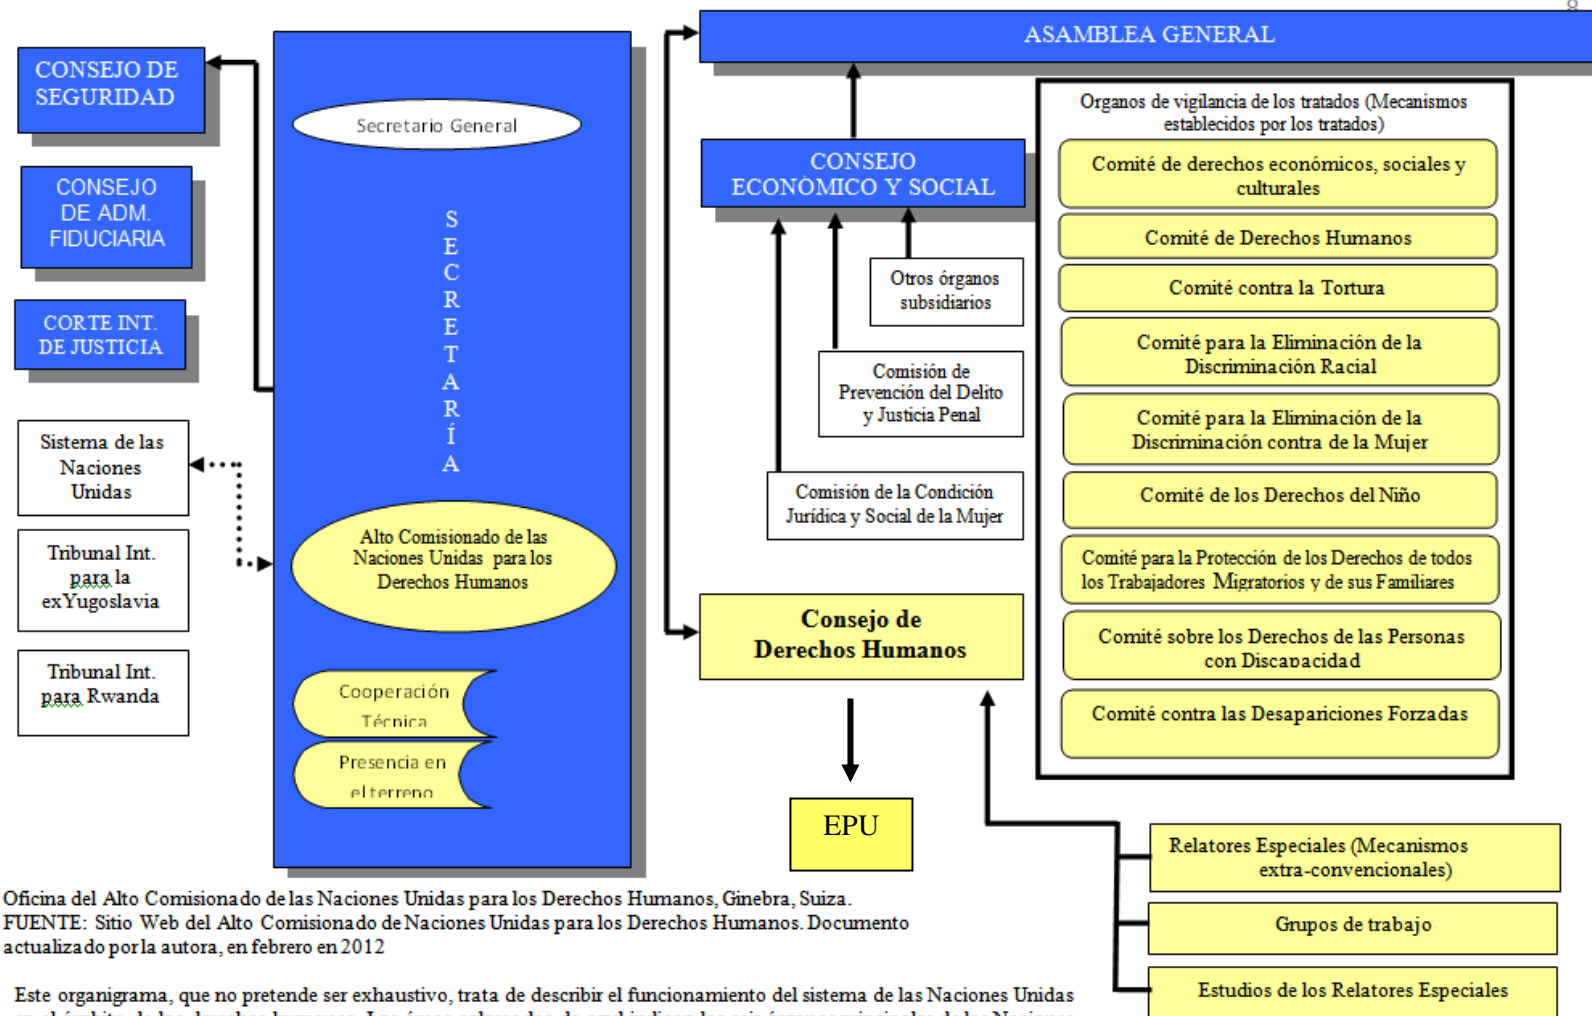 8
ASAMBLEA GENERAL
CONSEJO DE
SEGURIDAD
CONSEJO
DE ADM.
FIDUCIARIA
CORTE INT.
DE JUSTICIA
Sistema de las
Naciones
Unidas
Tribunal Int.
para la
exYugoslavia
Tribunal Int.
para Rwanda
Secretario General
S
E
C
R
E
T
A
R
Í
A
Alto Comisionado de las
Naciones Unidas para los
Derechos Humanos
Cooperación
Técnica
Presencia en
el terreno
CONSEJO
ECONÓMICO Y SOCIAL
Otros órganos
subsidiarios
Comisión de
Prevención del Delito
y Justicia Penal
Comisión de la Condición
Jurídica y Social de la Mujer
Consejo de
Derechos Humanos
EPU
Organos de vigilancia de los tratados (Mecanismos
establecidos por los tratados)
Comité de derechos económicos, sociales y
culturales
Comité de Derechos Humanos
Comité contra la Tortura
Comité para la Eliminación de la
Discriminación Racial
Comité para la Eliminación de la
Discriminación contra de la Mujer
Comité de los Derechos del Niño
Comité para la Protección de los Derechos de todos
los Trabajadores Migratorios y de sus Familiares
Comité sobre los Derechos de las Personas
con Discapacidad
Comité contra las Desapariciones Forzadas
Relatores Especiales (Mecanismos
extra-convencionales)
Grupos de trabajo
Estudios de los Relatores Especiales
Oficina del Alto Comisionado de las Naciones Unidas para los Derechos Humanos, Ginebra, Suiza.
FUENTE: Sitio Web del Alto Comisionado de Naciones Unidas para los Derechos Humanos. Documento
actualizado por la autora, en febrero en 2012
Este organigrama, que no pretende ser exhaustivo, trata de describir el funcionamiento del sistema de las Naciones Unidas